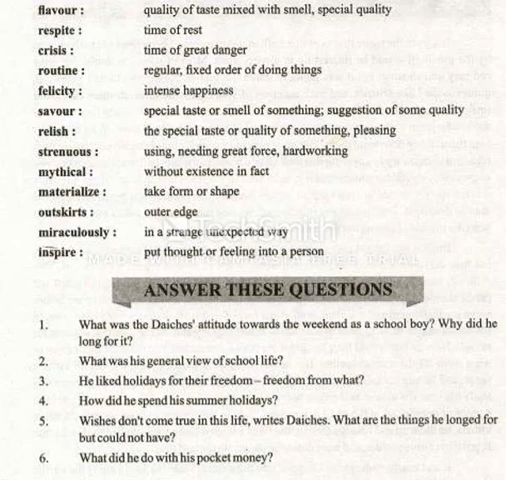 flavour : quality of taste mixed with smell, special quality
respite : time of rest
crisis : time of great danger
routine : regular, fixed order of doing things
felicity : intense happiness
savour : special taste or smell of something; suggestion of some quality
relish : the special taste or quality of something, pleasing
strenuous : using, needing great force, hardworking
mythical : without existence in fact
materialize : take form or shape
outskirts : outer edge
miraculously : in a strange unexpected way
inspire : put thought or feeling into a person
TechSmith
MADE WITH CAMTASIA FREE TRIAL
ANSWER THESE QUESTIONS
1. What was the Daiches' attitude towards the weekend as a school boy? Why did he
long for it?
2. What was his general view of school life?
3. He liked holidays for their freedom – freedom from what?
4. How did he spend his summer holidays?
5. Wishes don't come true in this life, writes Daiches. What are the things he longed for
but could not have?
6. What did he do with his pocket money?